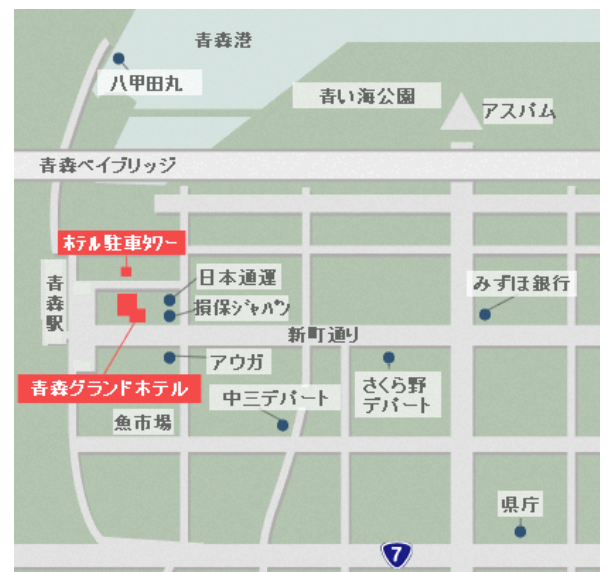 青森港
八甲田丸
青い海公園
アスパム
青森ベイブリッジ
ホテル駐車タワー
青森駅
日本通運
損保ジャパン
みずほ銀行
新町通り
アウガ
青森グランドホテル
中三デパート
さくら野
デパート
魚市場
県庁
7